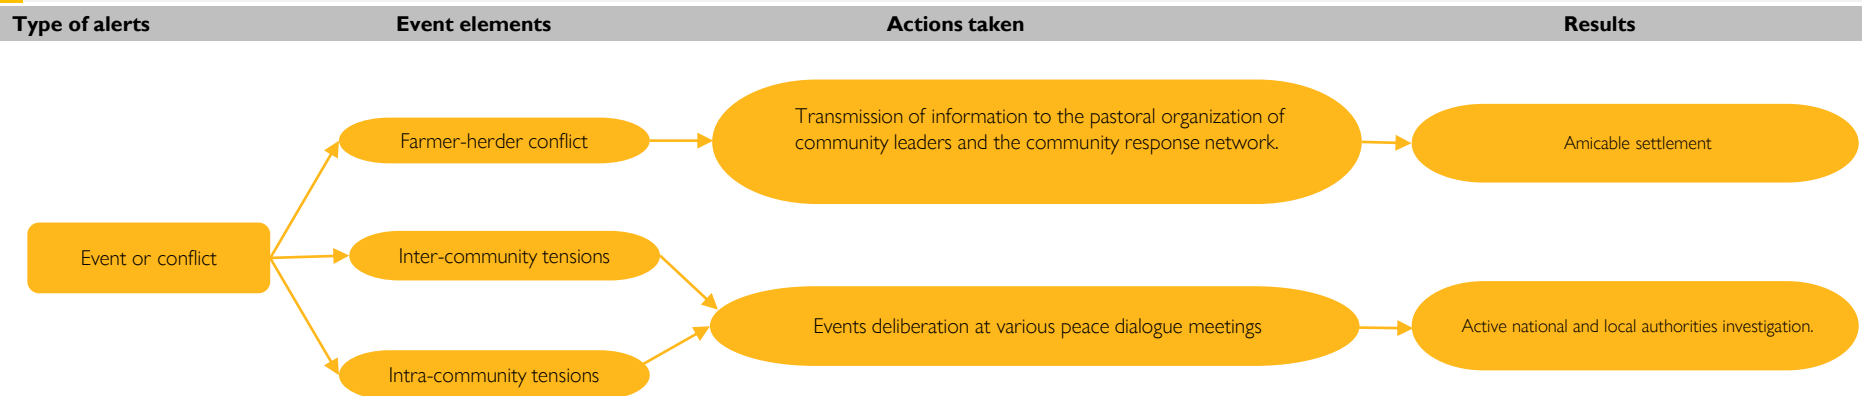 Type of alerts
Event elements
Actions taken
Results
Transmission of information to the pastoral organization of
community leaders and the community response network.
Farmer-herder conflict
Amicable settlement
Event or conflict
Inter-community tensions
Events deliberation at various peace dialogue meetings
Active national and local authorities investigation.
Intra-community tensions